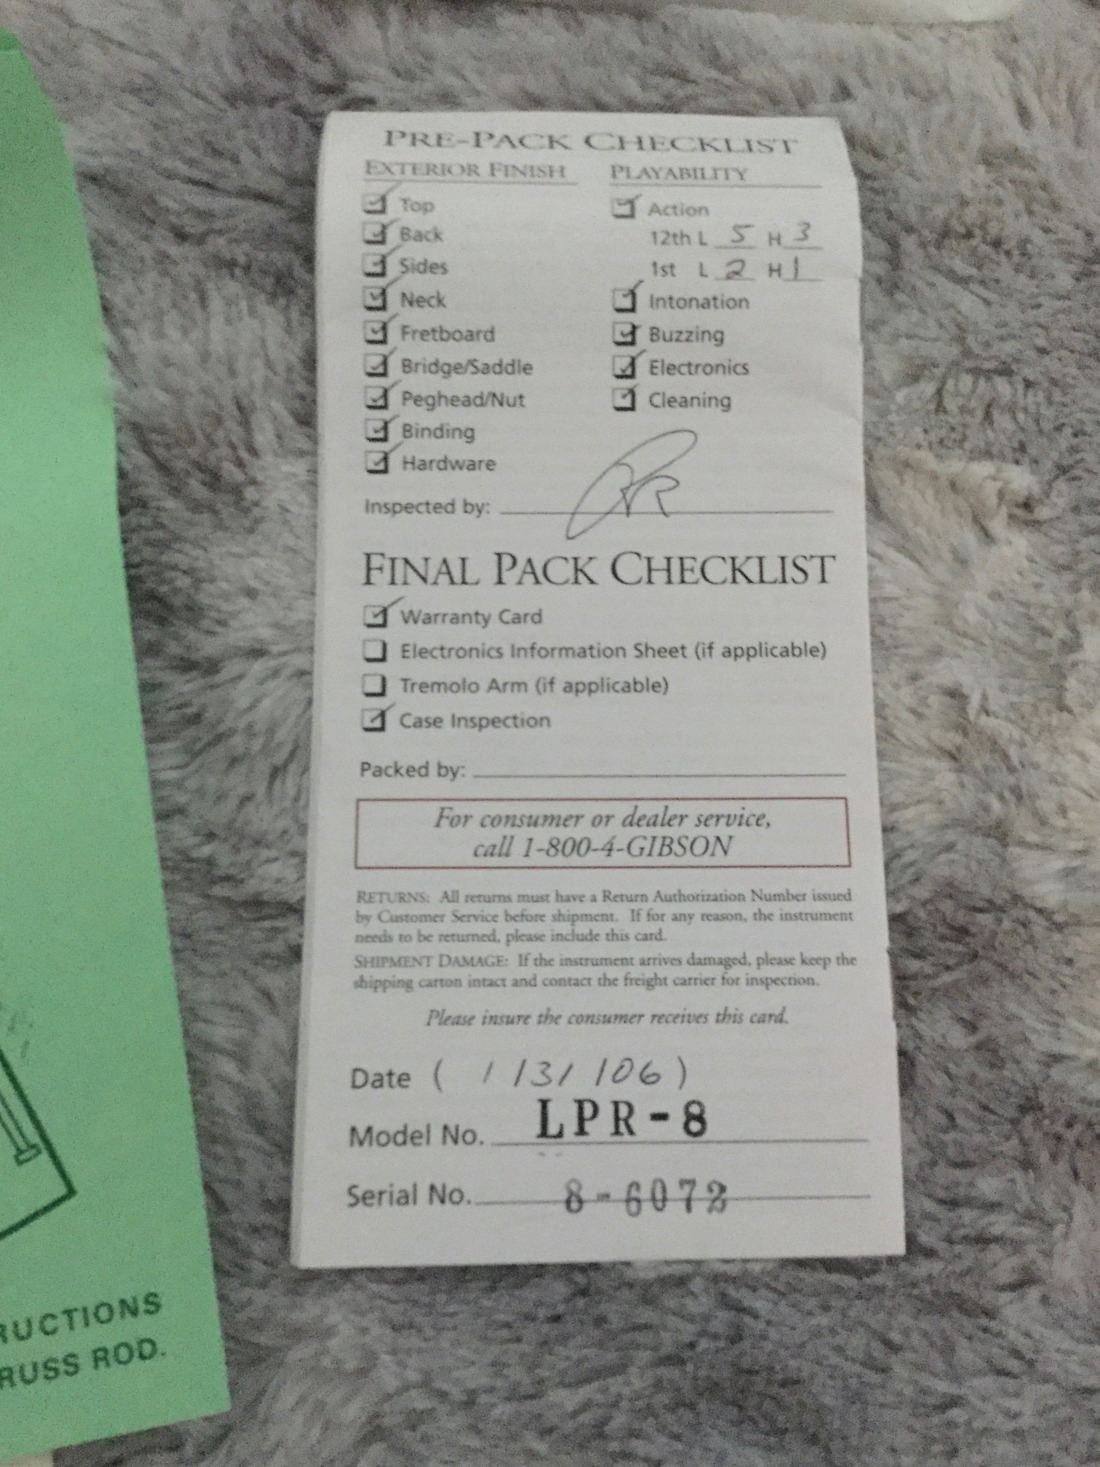 PRE-PACK CHECKLIST
EXTERIOR FINISH
Top
Back
Sides
Neck
Fretboard
Bridge/Saddle
Peghead/Nut
Binding
Hardware
PLAYABILITY
Action
12th L 5 H 3
1st L 2 H 1
Intonation
Buzzing
Electronics
Cleaning
Inspected by:
FINAL PACK CHECKLIST
Warranty Card
Electronics Information Sheet (if applicable)
Tremolo Arm (if applicable)
Case Inspection
Packed by:
For consumer or dealer service,
call 1-800-4-GIBSON
RETURNS: All returns must have a Return Authorization Number issued
by Customer Service before shipment. If for any reason, the instrument
needs to be returned, please include this card.
SHIPMENT DAMAGE: If the instrument arrives damaged, please keep the
shipping carton intact and contact the freight carrier for inspection.
Please insure the consumer receives this card.
Date ( 1 / 31 / 06 )
Model No. LPR-8
Serial No. 8-6072
RUCTIONS
RUSS ROD.